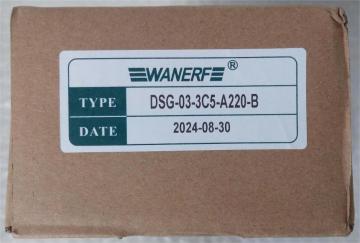 WANERF®
TYPE DSG-03-3C5-A220-B
DATE 2024-08-30